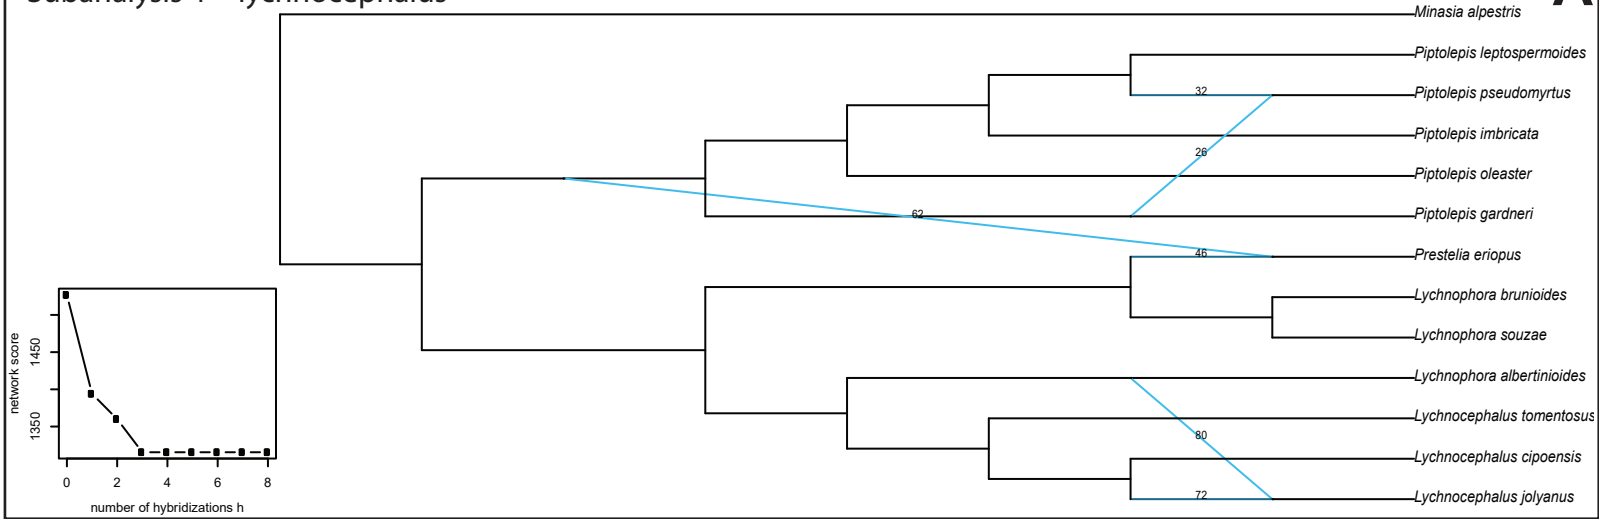 Minasia alpestris
Piptolepis leptospermoides
32
Piptolepis pseudomyrtus
Piptolepis imbricata
26
Piptolepis oleaster
62
Piptolepis gardneri
46
Prestelia eriopus
Lychnophora brunioides
Lychnophora souzae
Lychnophora albertinioides
Lychnocephalus tomentosus
80
Lychnocephalus cipoensis
72
Lychnocephalus jolyanus
network score
1450
1350
0 2 4 6 8
number of hybridizations h